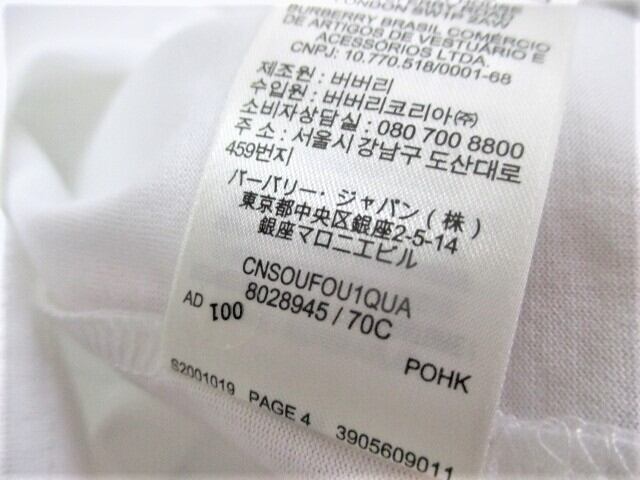 LONDON SW1P 2AW
BURBERRY BRASIL COMÉRCIO
DE ARTIGOS DE VESTUÁRIO E
ACESSÓRIOS LTDA.
CNPJ: 10.770.518/0001-68
제조원 : 버버리
수입원 : 버버리코리아㈜
소비자상담실 : 080 700 8800
주 소 : 서울시 강남구 도산대로
459번지
バーバリー・ジャパン(株)
東京都中央区銀座2-5-14
銀座マロニエビル
CNSOUFOU1QUA
8028945 / 70C
AD 001
POHK
S2001019 PAGE 4 3905609011